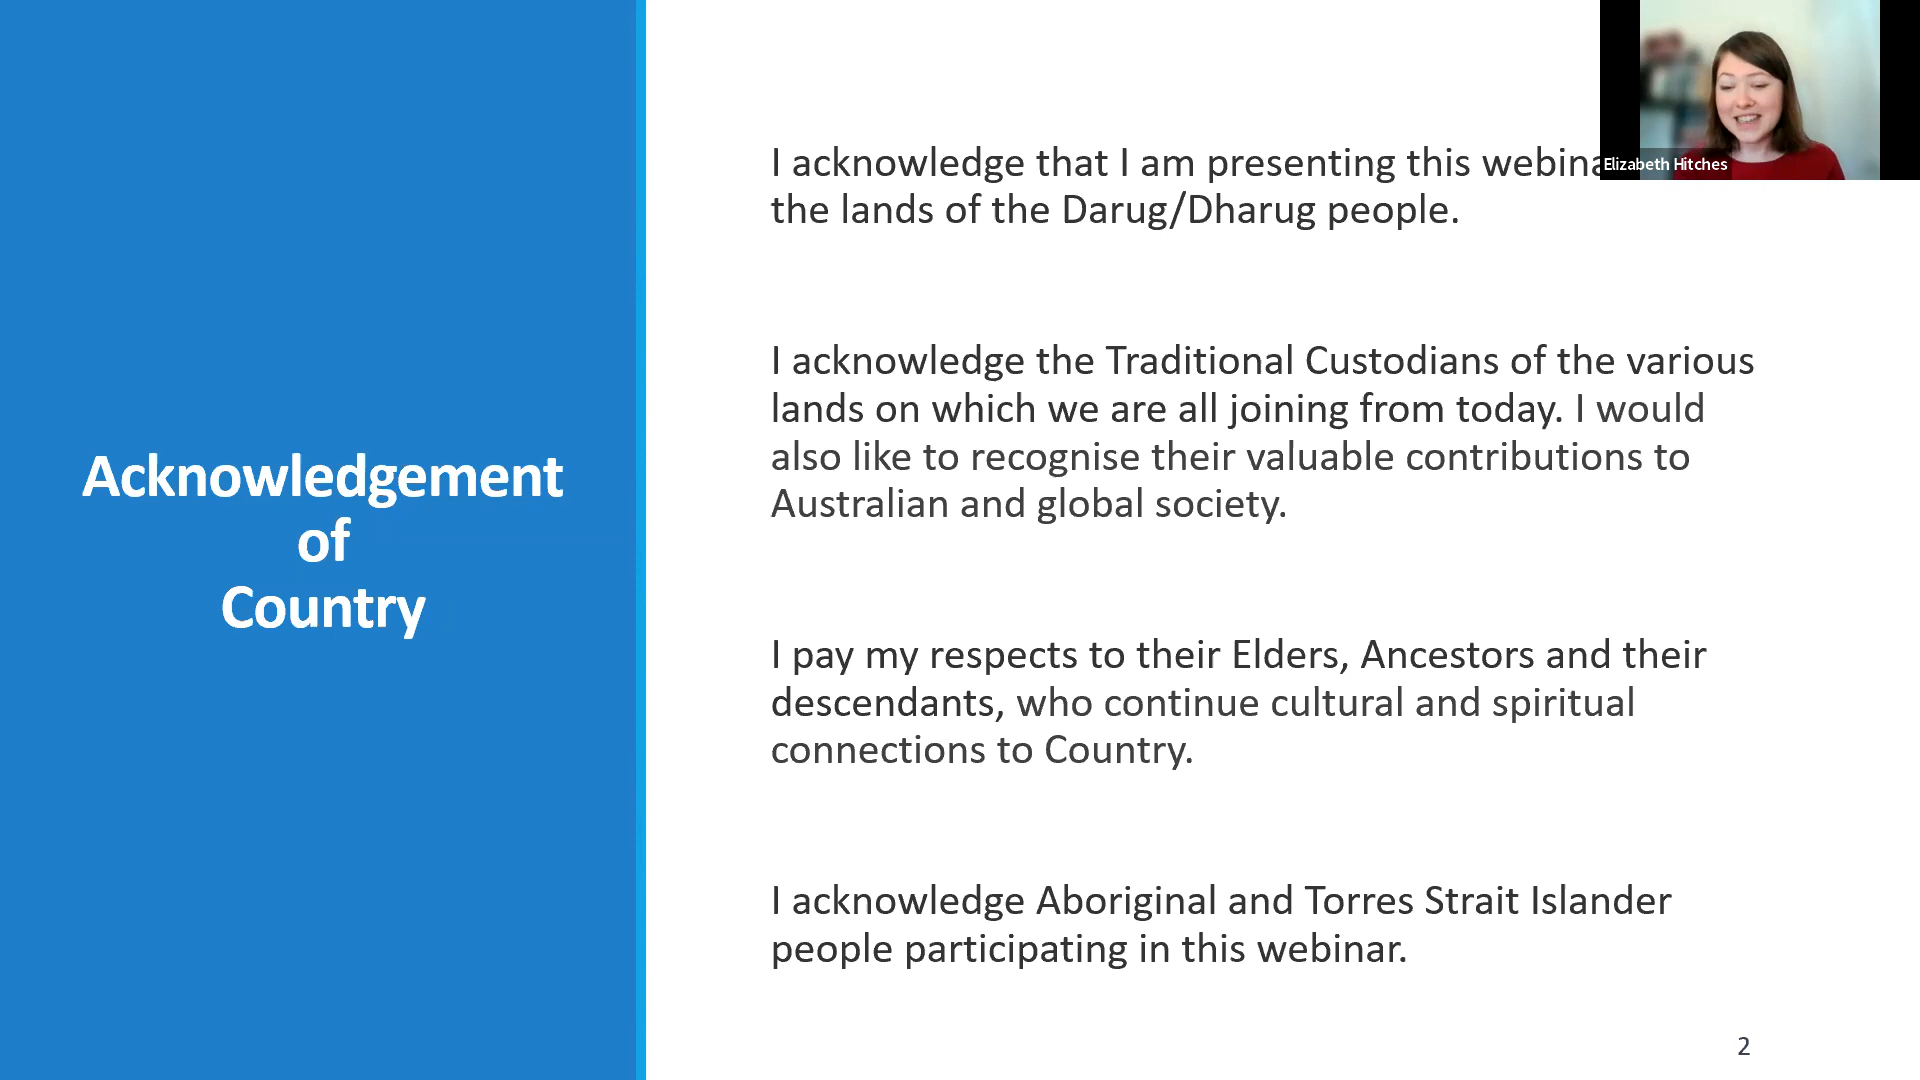 Acknowledgement
of
Country
I acknowledge that I am presenting this
the lands of the Darug/Dharug people.
I acknowledge the Traditional Custodians of the various
lands on which we are all joining from today. I would
also like to recognise their valuable contributions to
Australian and global society.
I pay my respects to their Elders, Ancestors and their
descendants, who continue cultural and spiritual
connections to Country.
I acknowledge Aboriginal and Torres Strait Islander
people participating in this webinar.
2
Elizabeth Hitches